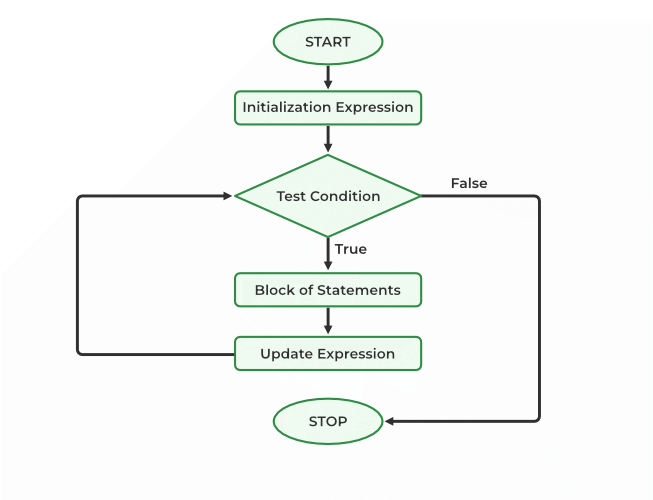 START
Initialization Expression
Test Condition
False
True
Block of Statements
Update Expression
STOP